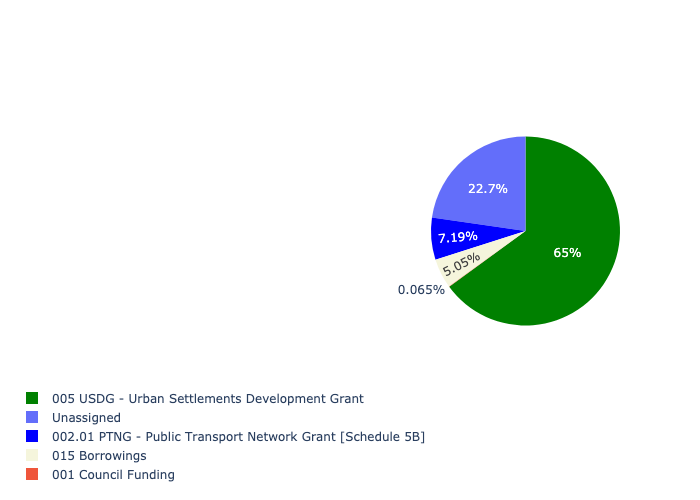 22.7%
7.19%
65%
5.05%
0.065%
005 USDG - Urban Settlements Development Grant
Unassigned
002.01 PTNG - Public Transport Network Grant [Schedule 5B]
015 Borrowings
001 Council Funding